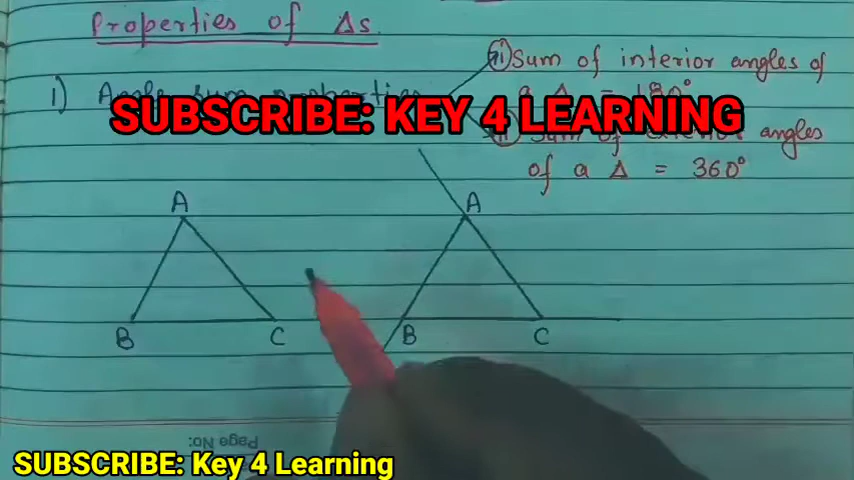 Properties of Δs
i) Sum of interior angles of
1) Angle sum properties
a Δ = 180°
SUBSCRIBE: KEY 4 LEARNING
ii) Sum of exterior angles
of a Δ = 360°
A
A
B
C
B
C
Page No:
SUBSCRIBE: Key 4 Learning